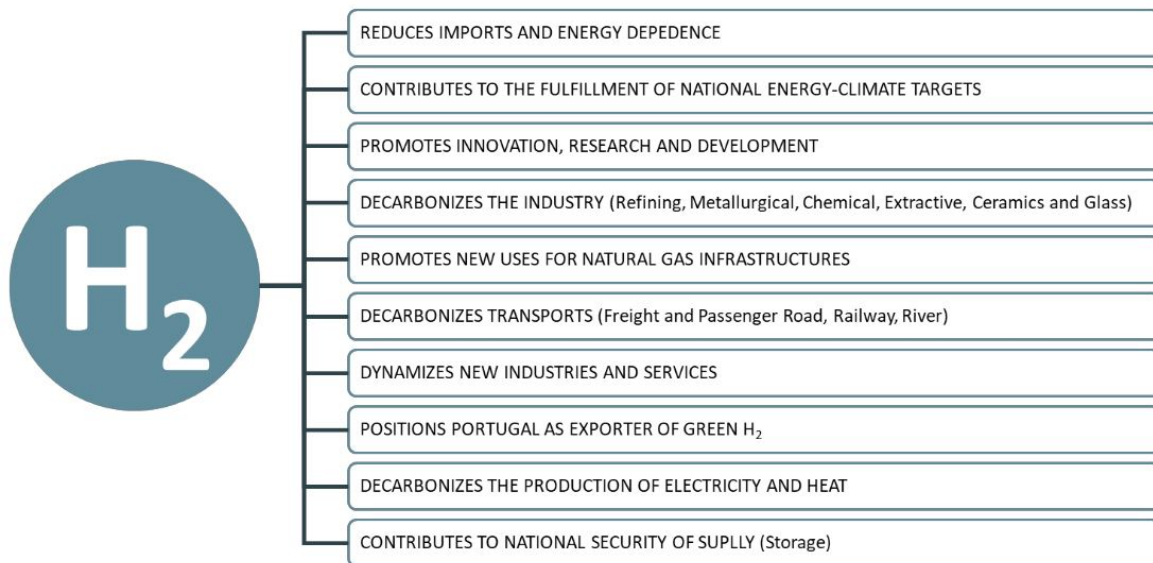 H₂
REDUCES IMPORTS AND ENERGY DEPEDENCE
CONTRIBUTES TO THE FULFILLMENT OF NATIONAL ENERGY-CLIMATE TARGETS
PROMOTES INNOVATION, RESEARCH AND DEVELOPMENT
DECARBONIZES THE INDUSTRY (Refining, Metallurgical, Chemical, Extractive, Ceramics and Glass)
PROMOTES NEW USES FOR NATURAL GAS INFRASTRUCTURES
DECARBONIZES TRANSPORTS (Freight and Passenger Road, Railway, River)
DYNAMIZES NEW INDUSTRIES AND SERVICES
POSITIONS PORTUGAL AS EXPORTER OF GREEN H₂
DECARBONIZES THE PRODUCTION OF ELECTRICITY AND HEAT
CONTRIBUTES TO NATIONAL SECURITY OF SUPLLY (Storage)